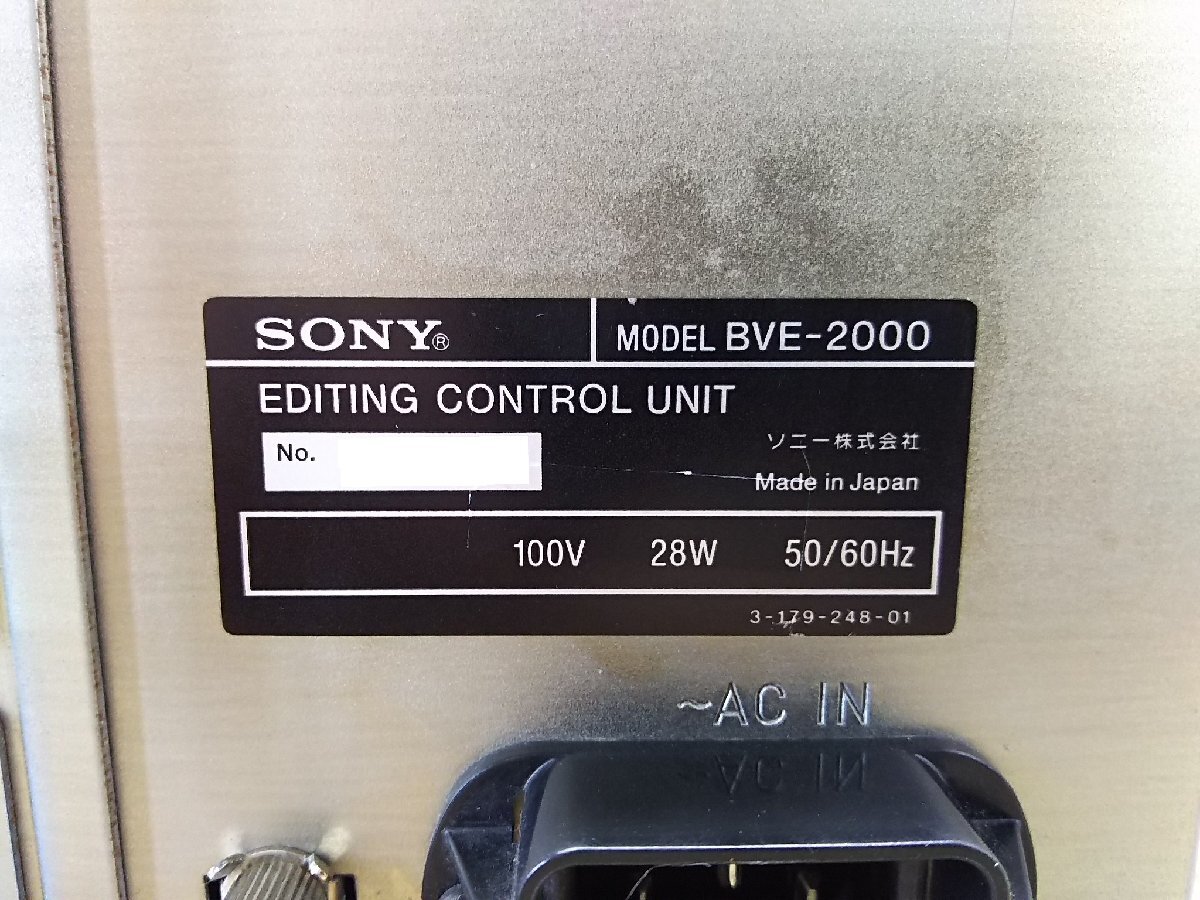 SONY®
MODEL BVE-2000
EDITING CONTROL UNIT
No.
ソニー株式会社
Made in Japan
100V 28W 50/60Hz
3-179-248-01
~AC IN